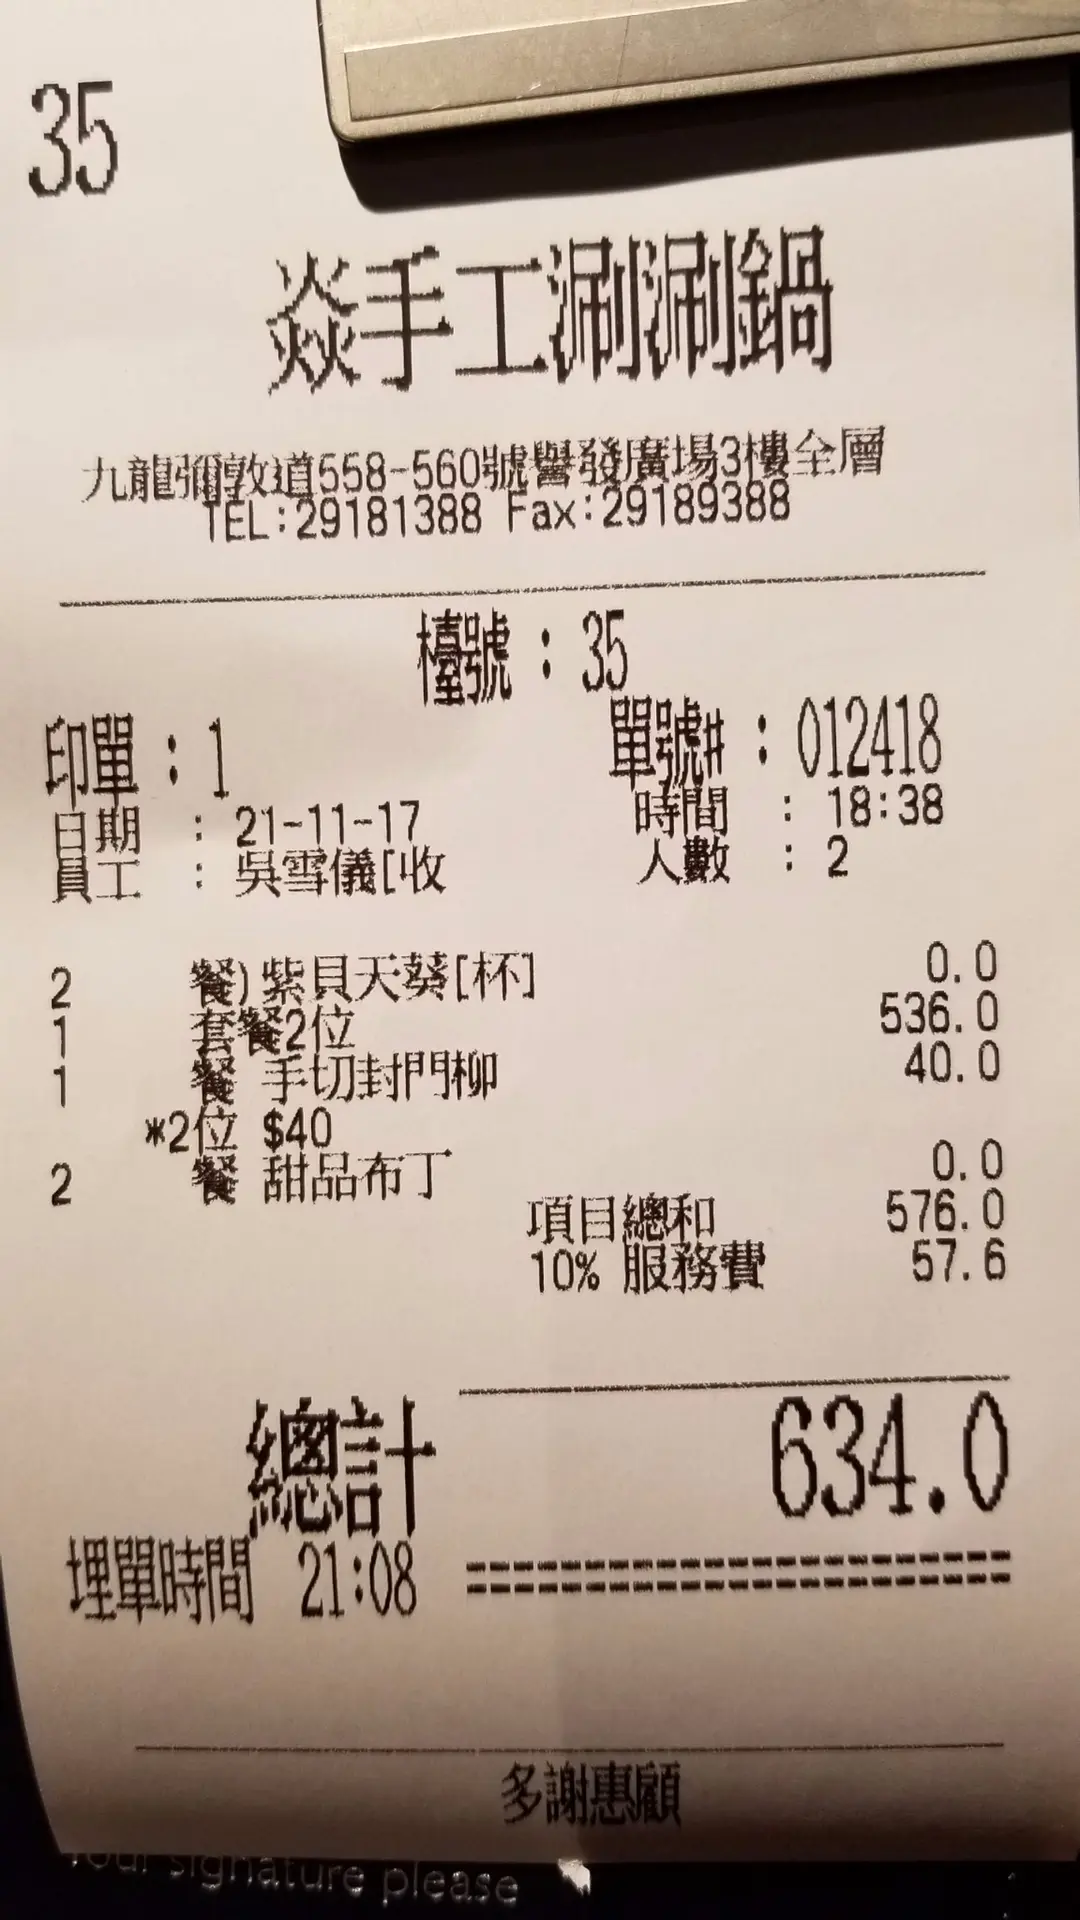 35
焱手工涮涮鍋
九龍彌敦道558-560號譽發廣場3樓全層
TEL:29181388 Fax:29189388
檯號 : 35
印單 : 1 單號# : 012418
日期 : 21-11-17 時間 : 18:38
員工 : 吳雪儀[收 人數 : 2
2 餐) 紫貝天葵[杯] 0.0
1 套餐2位 536.0
1 餐 手切封門柳 40.0
*2位 $40
2 餐 甜品布丁 0.0
項目總和 576.0
10% 服務費 57.6
總計 634.0
埋單時間 21:08
多謝惠顧
Your signature please